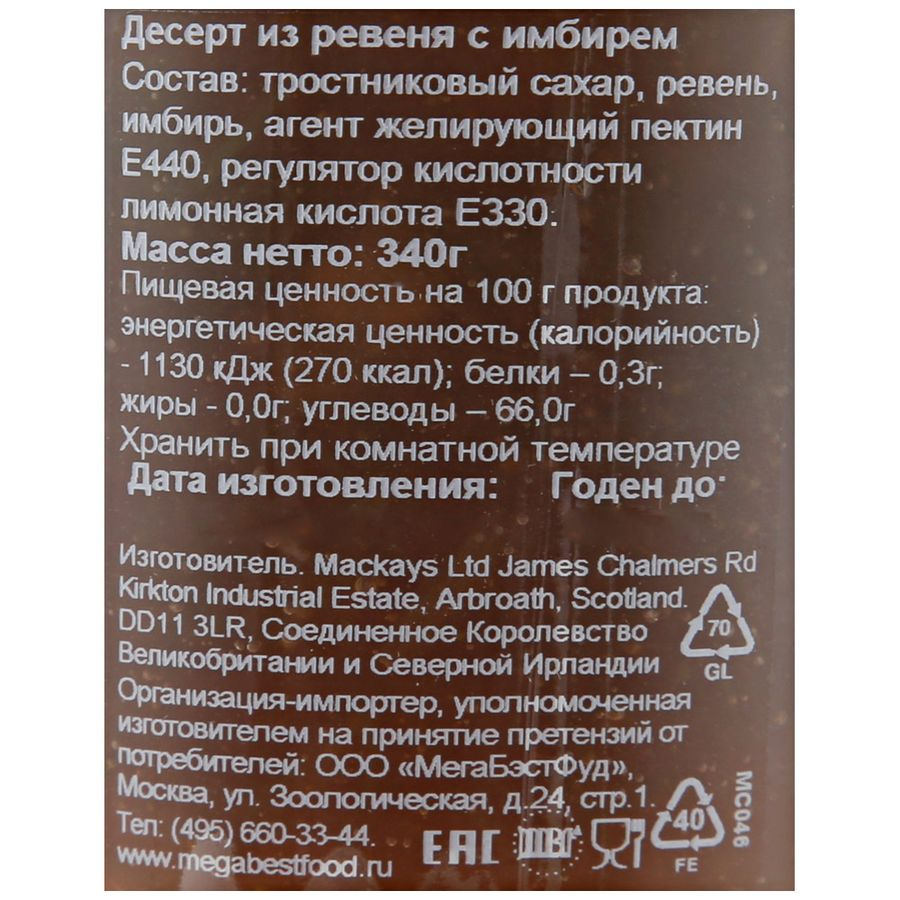 Десерт из ревеня с имбирем
Состав: тростниковый сахар, ревень,
имбирь, агент желирующий пектин
Е440, регулятор кислотности
лимонная кислота Е330.
Масса нетто: 340г
Пищевая ценность на 100 г продукта:
энергетическая ценность (калорийность)
- 1130 кДж (270 ккал); белки – 0,3г;
жиры - 0,0г; углеводы – 66,0г
Хранить при комнатной температуре
Дата изготовления: Годен до:
Изготовитель. Mackays Ltd James Chalmers Rd
Kirkton Industrial Estate, Arbroath, Scotland.
DD11 3LR, Соединенное Королевство
Великобритании и Северной Ирландии
70
GL
Организация-импортер, уполномоченная
изготовителем на принятие претензий от
потребителей: ООО «МегаБэстФуд»,
Москва, ул. Зоологическая, д.24, стр.1.
Тел: (495) 660-33-44.
www.megabestfood.ru
EAC
40
FE
MC046